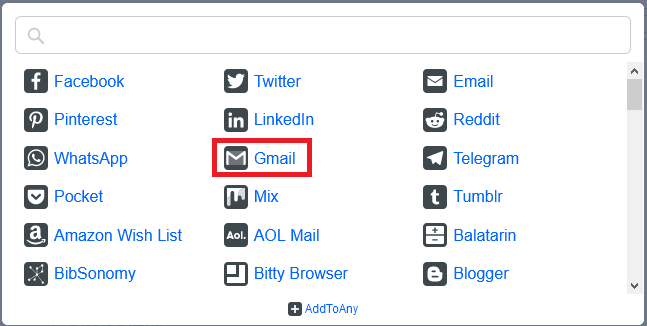 Facebook Twitter Email
Pinterest LinkedIn Reddit
WhatsApp Gmail Telegram
Pocket Mix Tumblr
Amazon Wish List AOL Mail Balatarin
BibSonomy Bitty Browser Blogger
AddToAny